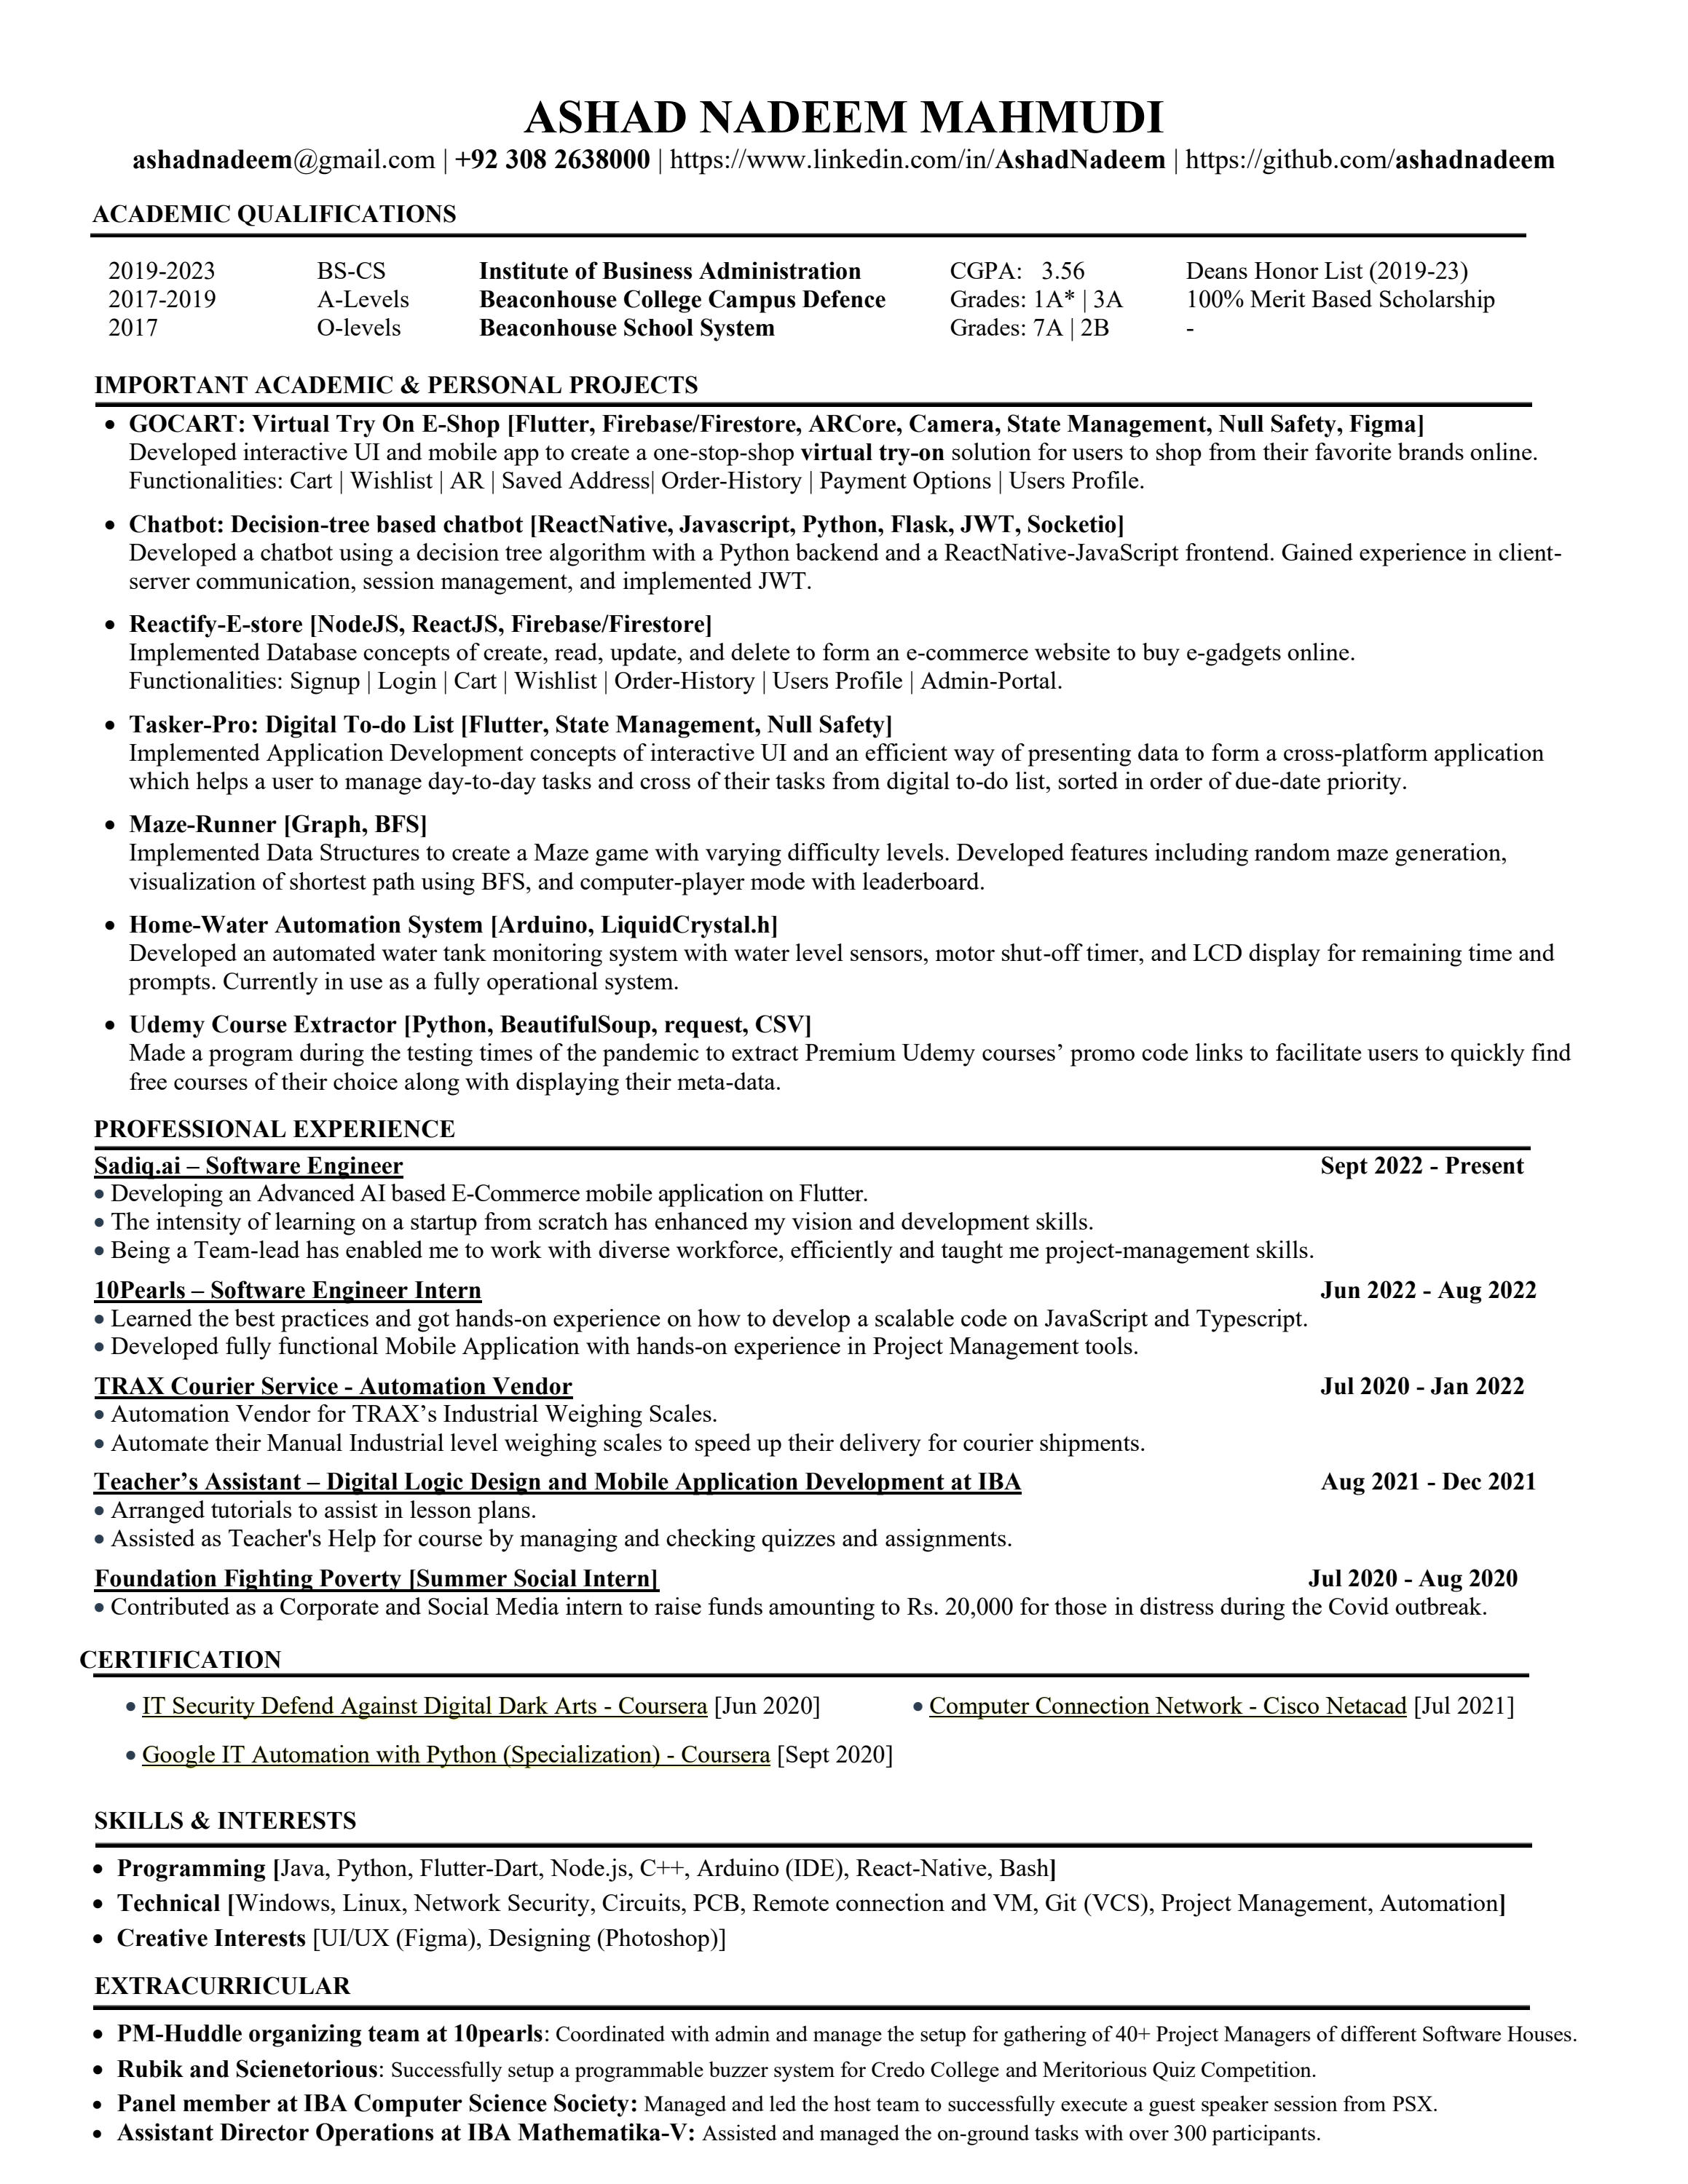 ASHAD NADEEM MAHMUDI
ashadnadeem@gmail.com | +92 308 2638000 | https://www.linkedin.com/in/AshadNadeem | https://github.com/ashadnadeem
ACADEMIC QUALIFICATIONS
2019-2023 BS-CS Institute of Business Administration CGPA: 3.56 Deans Honor List (2019-23)
2017-2019 A-Levels Beaconhouse College Campus Defence Grades: 1A* | 3A 100% Merit Based Scholarship
2017 O-levels Beaconhouse School System Grades: 7A | 2B -
IMPORTANT ACADEMIC & PERSONAL PROJECTS
• GOCART: Virtual Try On E-Shop [Flutter, Firebase/Firestore, ARCore, Camera, State Management, Null Safety, Figma]
Developed interactive UI and mobile app to create a one-stop-shop virtual try-on solution for users to shop from their favorite brands online.
Functionalities: Cart | Wishlist | AR | Saved Address| Order-History | Payment Options | Users Profile.
• Chatbot: Decision-tree based chatbot [ReactNative, Javascript, Python, Flask, JWT, Socketio]
Developed a chatbot using a decision tree algorithm with a Python backend and a ReactNative-JavaScript frontend. Gained experience in client-
server communication, session management, and implemented JWT.
• Reactify-E-store [NodeJS, ReactJS, Firebase/Firestore]
Implemented Database concepts of create, read, update, and delete to form an e-commerce website to buy e-gadgets online.
Functionalities: Signup | Login | Cart | Wishlist | Order-History | Users Profile | Admin-Portal.
• Tasker-Pro: Digital To-do List [Flutter, State Management, Null Safety]
Implemented Application Development concepts of interactive UI and an efficient way of presenting data to form a cross-platform application
which helps a user to manage day-to-day tasks and cross of their tasks from digital to-do list, sorted in order of due-date priority.
• Maze-Runner [Graph, BFS]
Implemented Data Structures to create a Maze game with varying difficulty levels. Developed features including random maze generation,
visualization of shortest path using BFS, and computer-player mode with leaderboard.
• Home-Water Automation System [Arduino, LiquidCrystal.h]
Developed an automated water tank monitoring system with water level sensors, motor shut-off timer, and LCD display for remaining time and
prompts. Currently in use as a fully operational system.
• Udemy Course Extractor [Python, BeautifulSoup, request, CSV]
Made a program during the testing times of the pandemic to extract Premium Udemy courses’ promo code links to facilitate users to quickly find
free courses of their choice along with displaying their meta-data.
PROFESSIONAL EXPERIENCE
Sadiq.ai – Software Engineer Sept 2022 - Present
• Developing an Advanced AI based E-Commerce mobile application on Flutter.
• The intensity of learning on a startup from scratch has enhanced my vision and development skills.
• Being a Team-lead has enabled me to work with diverse workforce, efficiently and taught me project-management skills.
10Pearls – Software Engineer Intern Jun 2022 - Aug 2022
• Learned the best practices and got hands-on experience on how to develop a scalable code on JavaScript and Typescript.
• Developed fully functional Mobile Application with hands-on experience in Project Management tools.
TRAX Courier Service - Automation Vendor Jul 2020 - Jan 2022
• Automation Vendor for TRAX’s Industrial Weighing Scales.
• Automate their Manual Industrial level weighing scales to speed up their delivery for courier shipments.
Teacher’s Assistant – Digital Logic Design and Mobile Application Development at IBA Aug 2021 - Dec 2021
• Arranged tutorials to assist in lesson plans.
• Assisted as Teacher's Help for course by managing and checking quizzes and assignments.
Foundation Fighting Poverty [Summer Social Intern] Jul 2020 - Aug 2020
• Contributed as a Corporate and Social Media intern to raise funds amounting to Rs. 20,000 for those in distress during the Covid outbreak.
CERTIFICATION
• IT Security Defend Against Digital Dark Arts - Coursera [Jun 2020] • Computer Connection Network - Cisco Netacad [Jul 2021]
• Google IT Automation with Python (Specialization) - Coursera [Sept 2020]
SKILLS & INTERESTS
• Programming [Java, Python, Flutter-Dart, Node.js, C++, Arduino (IDE), React-Native, Bash]
• Technical [Windows, Linux, Network Security, Circuits, PCB, Remote connection and VM, Git (VCS), Project Management, Automation]
• Creative Interests [UI/UX (Figma), Designing (Photoshop)]
EXTRACURRICULAR
• PM-Huddle organizing team at 10pearls: Coordinated with admin and manage the setup for gathering of 40+ Project Managers of different Software Houses.
• Rubik and Scienetorious: Successfully setup a programmable buzzer system for Credo College and Meritorious Quiz Competition.
• Panel member at IBA Computer Science Society: Managed and led the host team to successfully execute a guest speaker session from PSX.
• Assistant Director Operations at IBA Mathematika-V: Assisted and managed the on-ground tasks with over 300 participants.